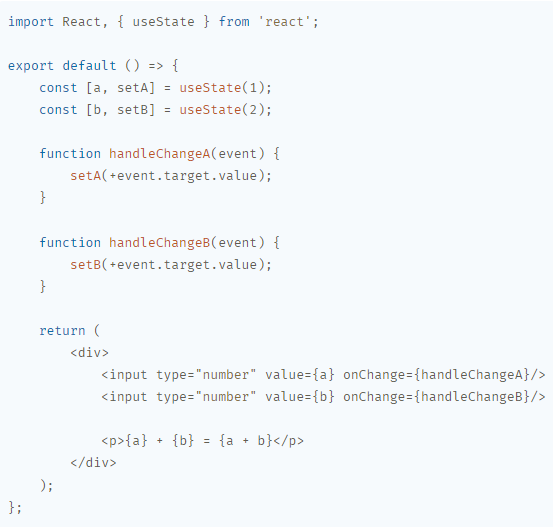 import React, { useState } from 'react';

export default () => {
    const [a, setA] = useState(1);
    const [b, setB] = useState(2);

    function handleChangeA(event) {
        setA(+event.target.value);
    }

    function handleChangeB(event) {
        setB(+event.target.value);
    }

    return (
        <div>
            <input type="number" value={a} onChange={handleChangeA}/>
            <input type="number" value={b} onChange={handleChangeB}/>

            <p>{a} + {b} = {a + b}</p>
        </div>
    );
};